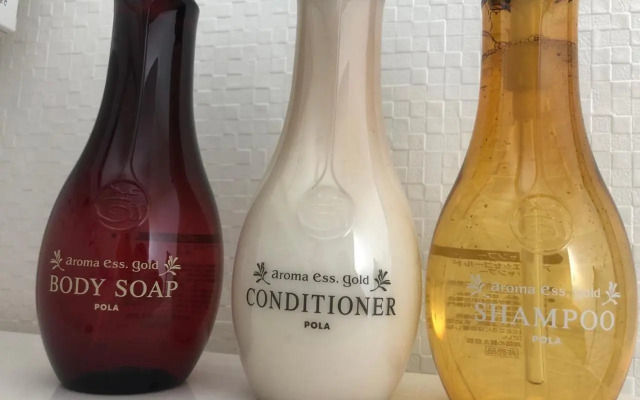 aroma ess. gold
BODY SOAP
POLA
aroma ess. gold
CONDITIONER
POLA
aroma ess. gold
SHAMPOO
POLA